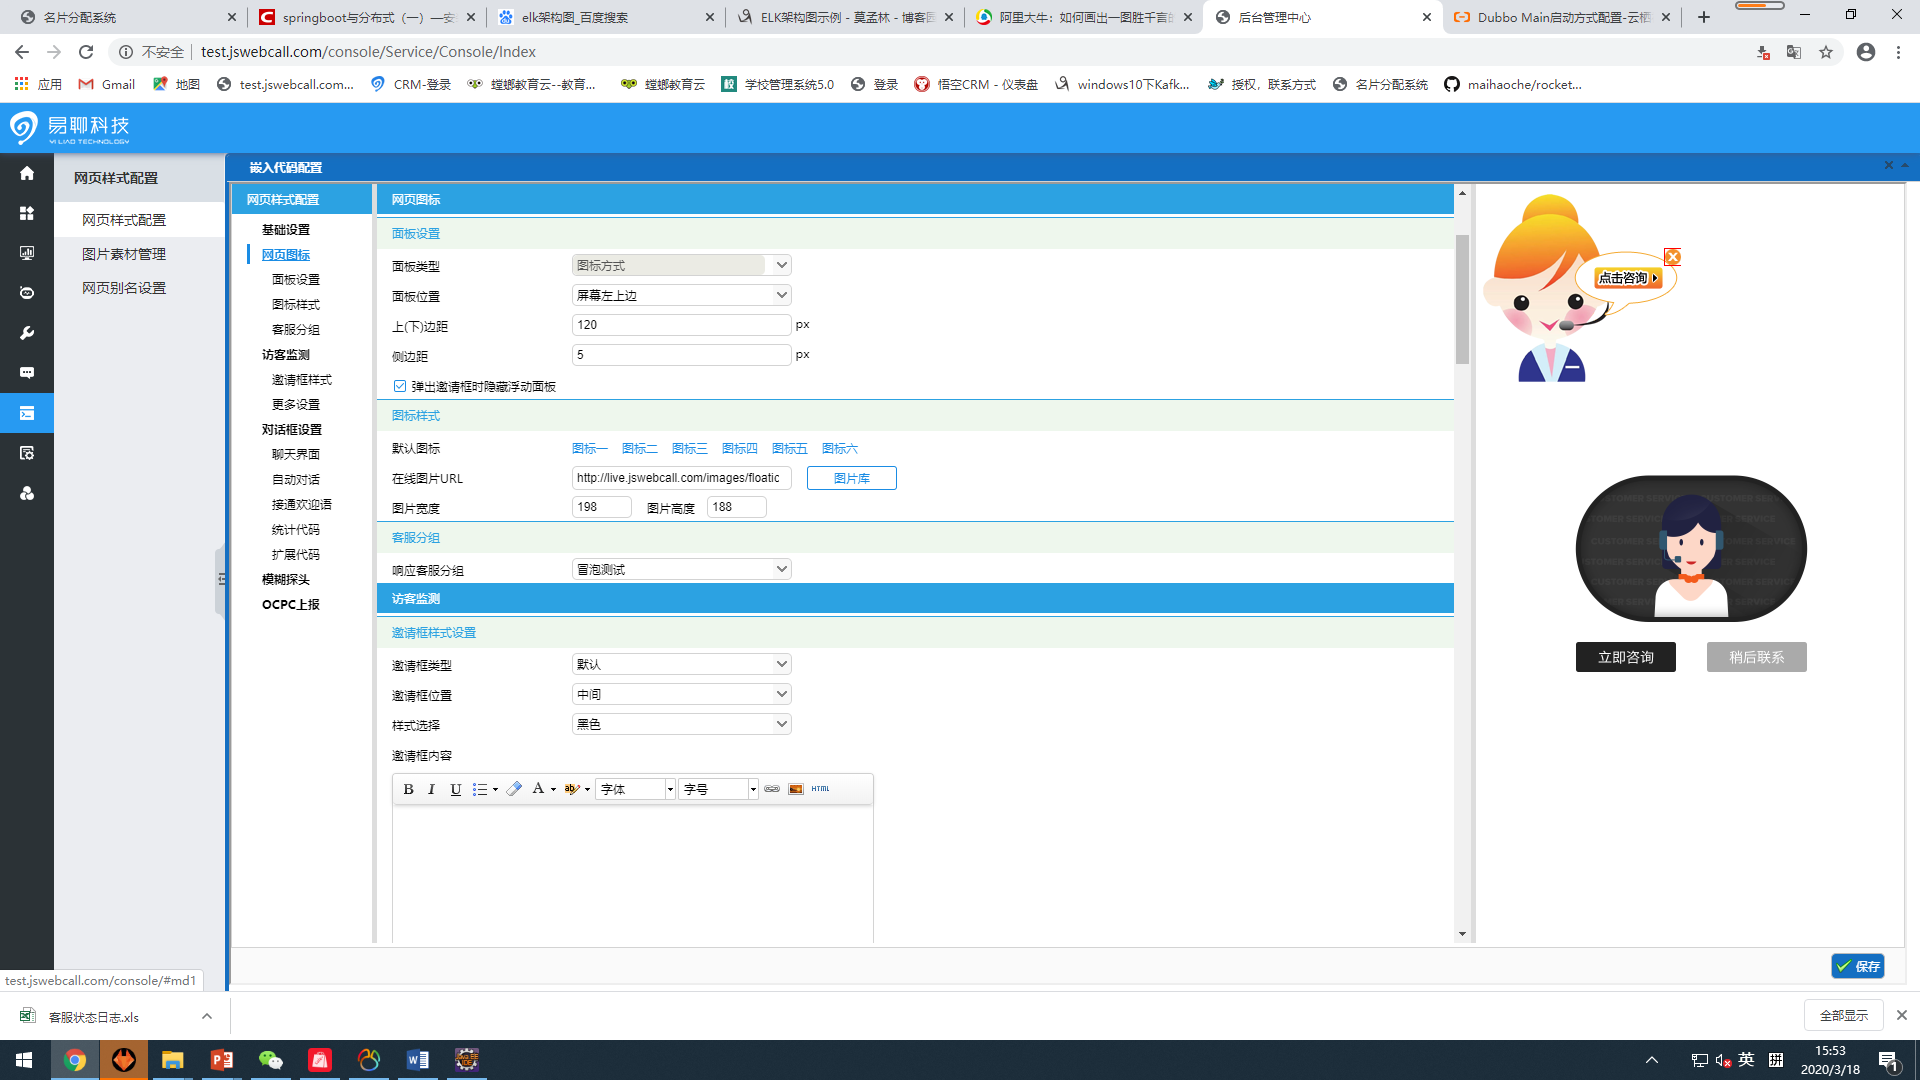 名片分配系统
springboot与分布式（一）—安
elk架构图_百度搜索
ELK架构图示例 - 莫孟林 - 博客园
阿里大牛：如何画出一图胜千言的
后台管理中心
Dubbo Main启动方式配置-云栖
不安全
test.jswebcall.com/console/Service/Console/Index
应用
Gmail
地图
test.jswebcall.com...
CRM-登录
螳螂教育云--教育...
螳螂教育云
学校管理系统5.0
登录
悟空CRM - 仪表盘
windows10下Kafk...
授权，联系方式
名片分配系统
maihaoche/rocket...
易聊科技
YI LIAO TECHNOLOGY
网页样式配置
网页样式配置
图片素材管理
网页别名设置
嵌入代码配置
网页样式配置
基础设置
网页图标
面板设置
图标样式
客服分组
访客监测
邀请框样式
更多设置
对话框设置
聊天界面
自动对话
接通欢迎语
统计代码
扩展代码
模糊探头
OCPC上报
网页图标
面板设置
面板类型 图标方式
面板位置 屏幕左上边
上(下)边距 120 px
侧边距 5 px
弹出邀请框时隐藏浮动面板
图标样式
默认图标 图标一 图标二 图标三 图标四 图标五 图标六
在线图片URL http://live.jswebcall.com/images/floatic 图片库
图片宽度 198 图片高度 188
客服分组
响应客服分组 冒泡测试
访客监测
邀请框样式设置
邀请框类型 默认
邀请框位置 中间
样式选择 黑色
邀请框内容
B I U A ab 字体 字号 HTML
点击咨询
CUSTOMER SERVICE
立即咨询 稍后联系
保存
test.jswebcall.com/console/#md1
客服状态日志.xls
全部显示
英
15:53
2020/3/18
1